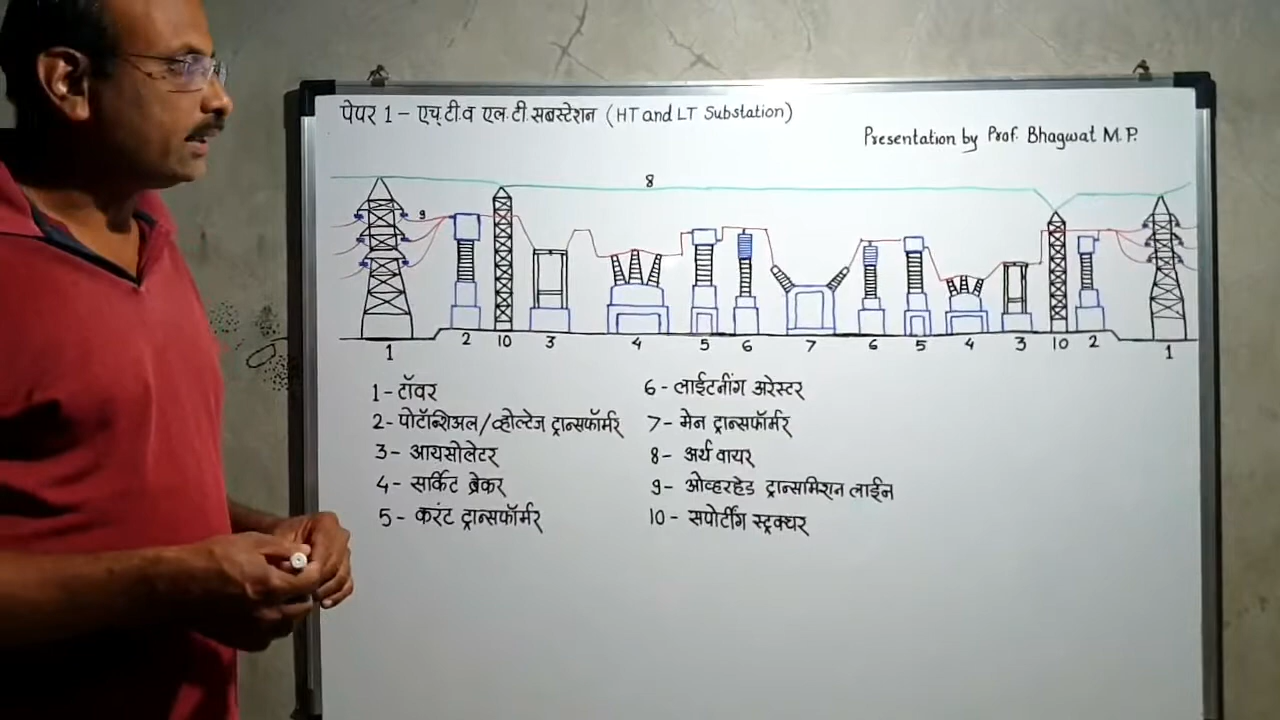 पेपर 1 - एच्.टी.व एल.टी.सबस्टेशन (HT and LT Substation)
Presentation by Prof. Bhagwat M.P.
8
9
1 2 10 3 4 5 6 7 6 5 4 3 10 2 1
1 - टॉवर
2 - पोटॅन्शिअल/व्होल्टेज ट्रान्सफॉर्मर
3 - आयसोलेटर
4 - सार्किट ब्रेकर
5 - करंट ट्रान्सफॉर्मर
6 - लाईटनींग अरेस्टर
7 - मेन ट्रान्सफॉर्मर
8 - अर्थ वायर
9 - ओव्हरहेड ट्रान्समिशन लाईन
10 - सपोर्टींग स्ट्रक्चर